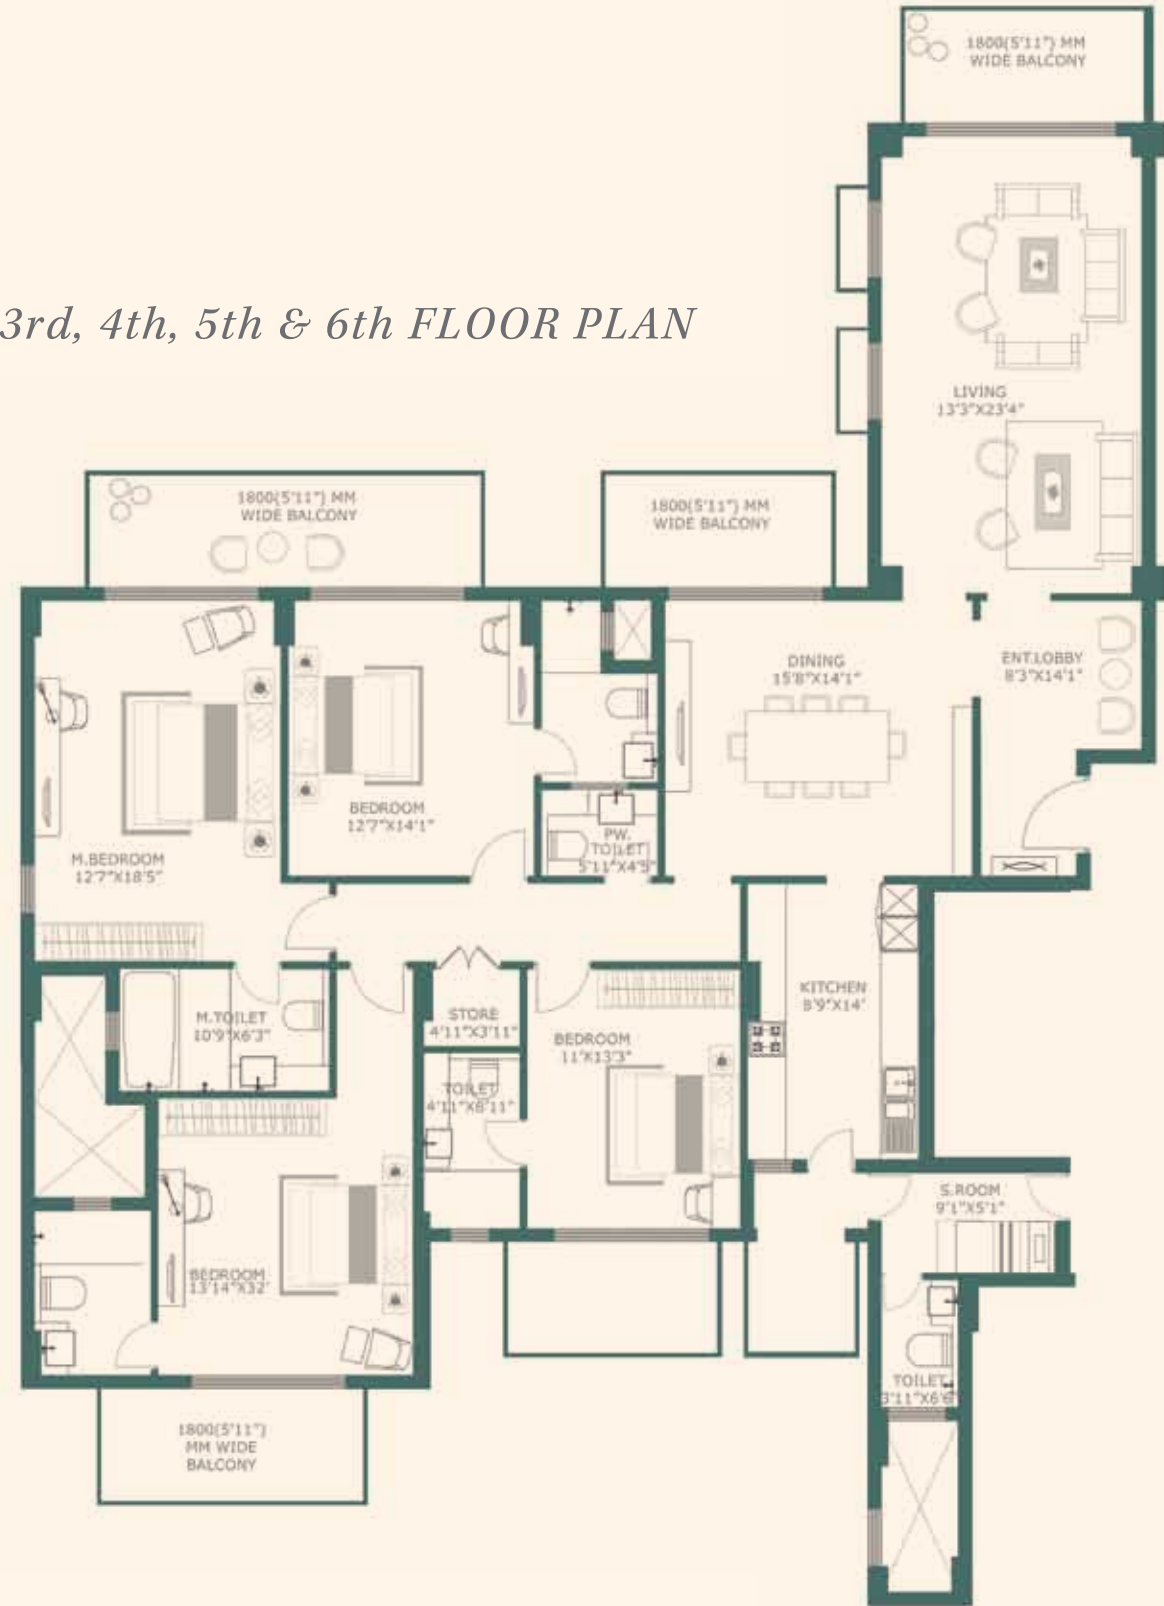 1800(5'11") MM
WIDE BALCONY
3rd, 4th, 5th & 6th FLOOR PLAN
LIVING
13'3"X23'4"
1800(5'11") MM
WIDE BALCONY
1800(5'11") MM
WIDE BALCONY
DINING
15'8"X14'1"
ENT.LOBBY
8'3"X14'1"
BEDROOM
12'7"X14'1"
PW.
TOILET
5'11"X4'5"
M.BEDROOM
12'7"X18'5"
KITCHEN
8'9"X14'
M.TOILET
10'9"X6'3"
STORE
4'11"X3'11"
BEDROOM
11'X13'3"
TOILET
4'11"X6'11"
S.ROOM
9'1"X5'1"
BEDROOM
13'14"X32'
TOILET
3'11"X6'6"
1800(5'11")
MM WIDE
BALCONY